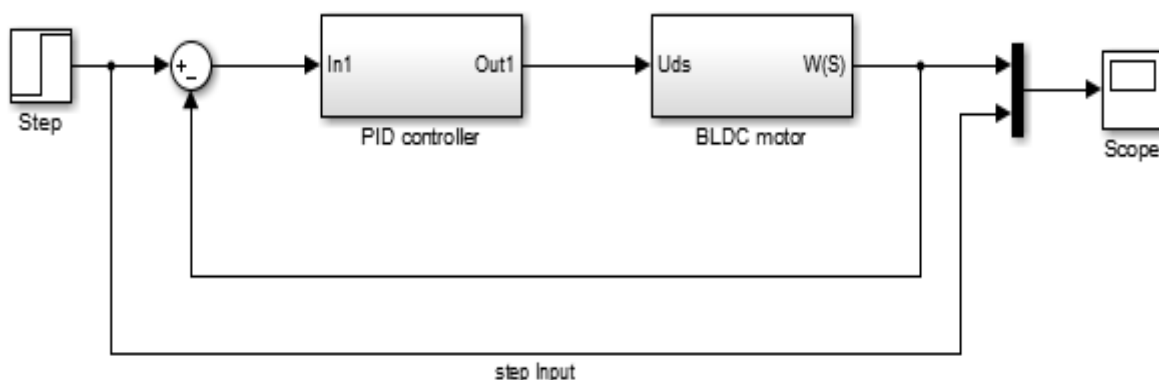 Step
+
−
In1
Out1
PID controller
Uds
W(S)
BLDC motor
Scope
step Input